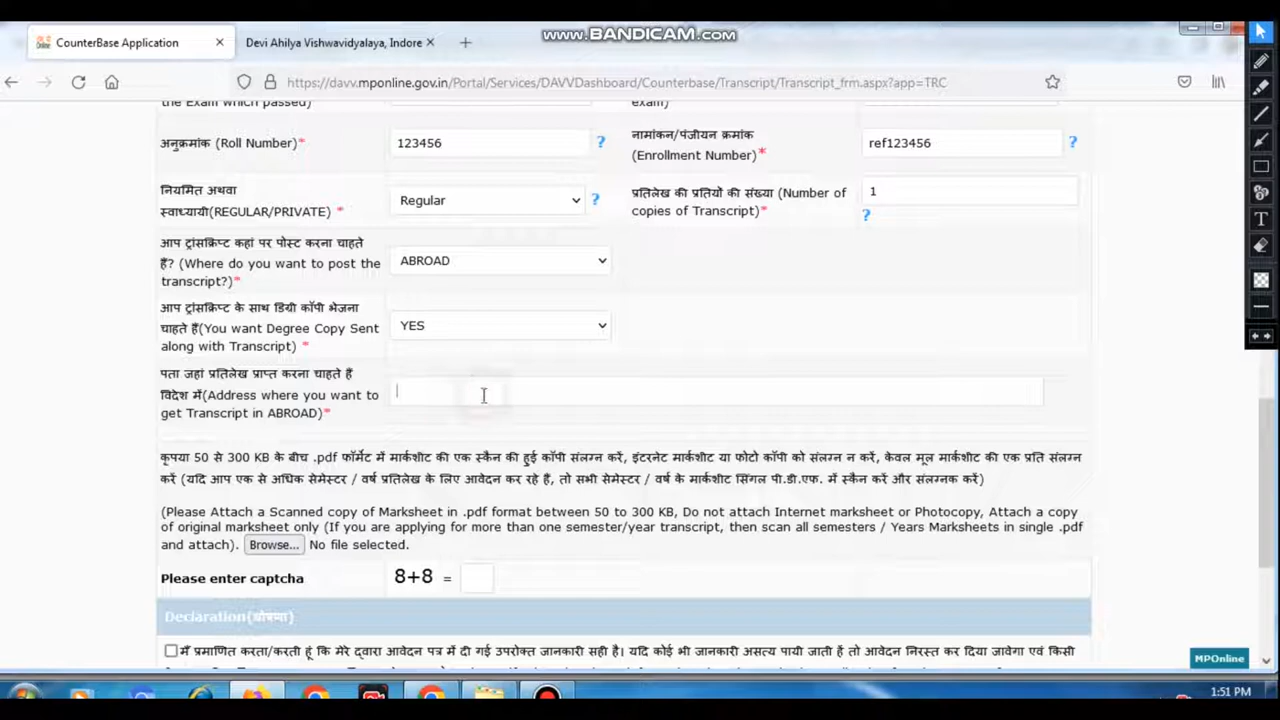 www.BANDICAM.com
CounterBase Application
Devi Ahilya Vishwavidyalaya, Indore
https://davv.mponline.gov.in/Portal/Services/DAVVDashboard/Counterbase/Transcript/Transcript_frm.aspx?app=TRC
the Exam which passed)
exam)
अनुक्रमांक (Roll Number)*
123456
?
नामांकन/पंजीयन क्रमांक
(Enrollment Number)*
ref123456
?
नियमित अथवा
स्वाध्यायी(REGULAR/PRIVATE) *
Regular
?
प्रतिलेख की प्रतियों की संख्या (Number of
copies of Transcript)*
1
?
आप ट्रांसक्रिप्ट कहां पर पोस्ट करना चाहते
हैं? (Where do you want to post the
transcript?)*
ABROAD
आप ट्रांसक्रिप्ट के साथ डिग्री कॉपी भेजना
चाहते हैं(You want Degree Copy Sent
along with Transcript) *
YES
पता जहां प्रतिलेख प्राप्त करना चाहते हैं
विदेश में(Address where you want to
get Transcript in ABROAD)*
कृपया 50 से 300 KB के बीच .pdf फॉर्मेट में मार्कशीट की एक स्कैन की हुई कॉपी संलग्न करें, इंटरनेट मार्कशीट या फोटो कॉपी को संलग्न न करें, केवल मूल मार्कशीट की एक प्रति संलग्न
करें (यदि आप एक से अधिक सेमेस्टर / वर्ष प्रतिलेख के लिए आवेदन कर रहे हैं, तो सभी सेमेस्टर / वर्ष के मार्कशीट सिंगल पी.डी.एफ. में स्कैन करें और संलग्नक करें)
(Please Attach a Scanned copy of Marksheet in .pdf format between 50 to 300 KB, Do not attach Internet marksheet or Photocopy, Attach a copy
of original marksheet only (If you are applying for more than one semester/year transcript, then scan all semesters / Years Marksheets in single .pdf
and attach). Browse... No file selected.
Please enter captcha
8+8 =
Declaration(घोषणा)
मैं प्रमाणित करता/करती हूं कि मेरे द्वारा आवेदन पत्र में दी गई उपरोक्त जानकारी सही है। यदि कोई भी जानकारी असत्य पायी जाती है तो आवेदन निरस्त कर दिया जावेगा एवं किसी
MPOnline
1:51 PM